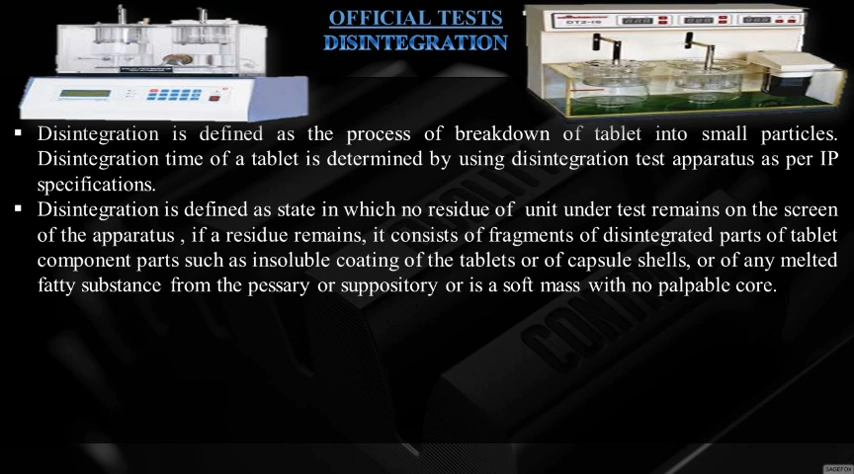 OFFICIAL TESTS
DISINTEGRATION
DT2-IS
▪ Disintegration is defined as the process of breakdown of tablet into small particles.
Disintegration time of a tablet is determined by using disintegration test apparatus as per IP
specifications.
▪ Disintegration is defined as state in which no residue of unit under test remains on the screen
of the apparatus , if a residue remains, it consists of fragments of disintegrated parts of tablet
component parts such as insoluble coating of the tablets or of capsule shells, or of any melted
fatty substance from the pessary or suppository or is a soft mass with no palpable core.
CONT
SAGEFOX